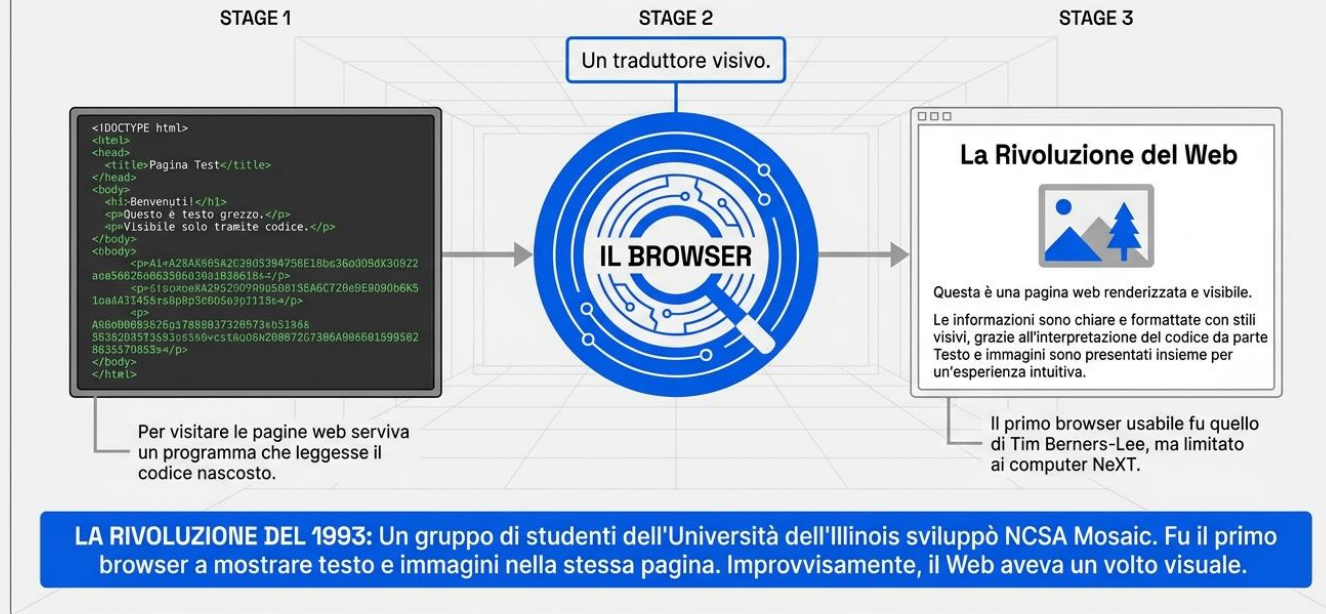 STAGE 1
STAGE 2
STAGE 3
Un traduttore visivo.
<!DOCTYPE html>
<html>
<head>
<title>Pagina Test</title>
</head>
<body>
<h1>Benvenuti!</h1>
<p>Questo è testo grezzo.</p>
<p>Visibile solo tramite codice.</p>
</body>
<bbody>
<p>
</body>
</html>
IL BROWSER
La Rivoluzione del Web
Questa è una pagina web renderizzata e visibile.
Le informazioni sono chiare e formattate con stili
visivi, grazie all'interpretazione del codice da parte
Testo e immagini sono presentati insieme per
un'esperienza intuitiva.
Per visitare le pagine web serviva
un programma che leggesse il
codice nascosto.
Il primo browser usabile fu quello
di Tim Berners-Lee, ma limitato
ai computer NeXT.
LA RIVOLUZIONE DEL 1993: Un gruppo di studenti dell'Università dell'Illinois sviluppò NCSA Mosaic. Fu il primo
browser a mostrare testo e immagini nella stessa pagina. Improvvisamente, il Web aveva un volto visuale.